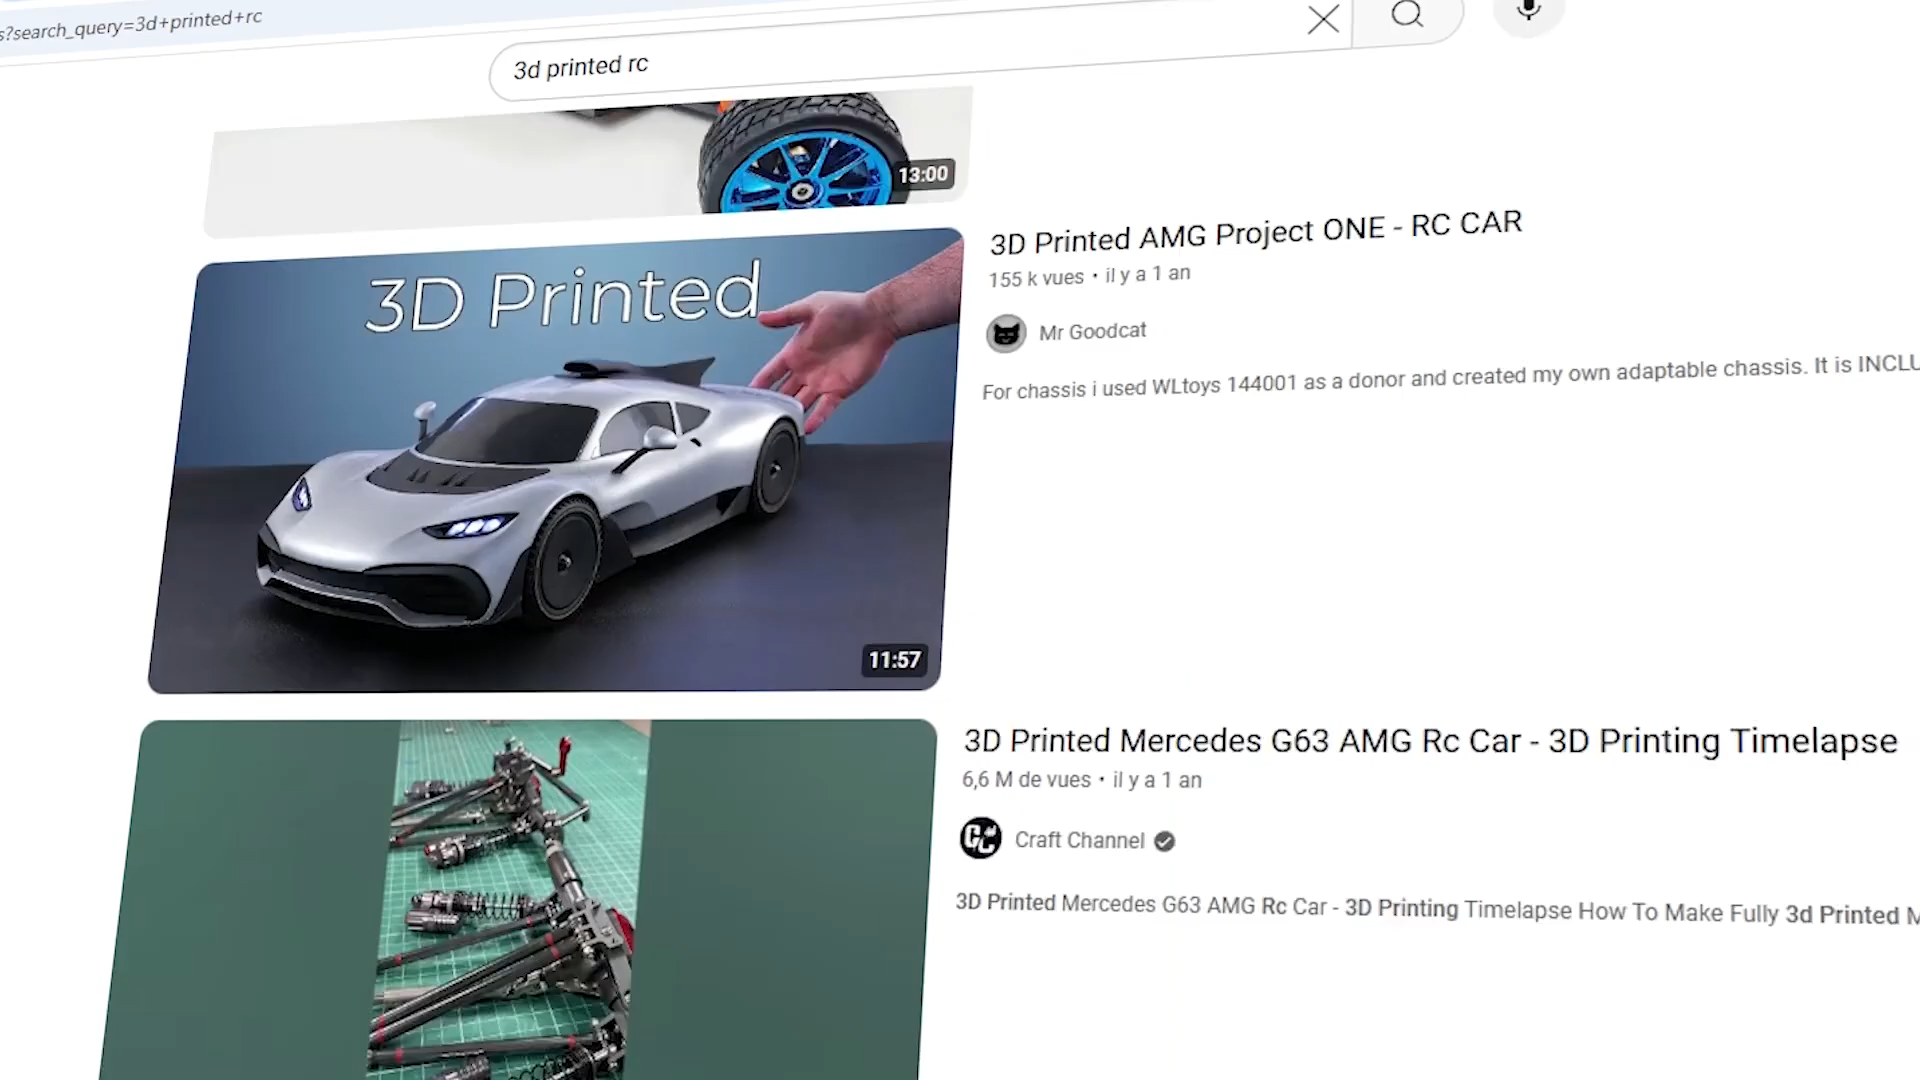 s?search_query=3d+printed+rc
3d printed rc
13:00
3D Printed AMG Project ONE - RC CAR
155 k vues • il y a 1 an
Mr Goodcat
For chassis i used WLtoys 144001 as a donor and created my own adaptable chassis. It is INCLU
3D Printed
11:57
3D Printed Mercedes G63 AMG Rc Car - 3D Printing Timelapse
6,6 M de vues • il y a 1 an
CC
Craft Channel
3D Printed Mercedes G63 AMG Rc Car - 3D Printing Timelapse How To Make Fully 3d Printed M